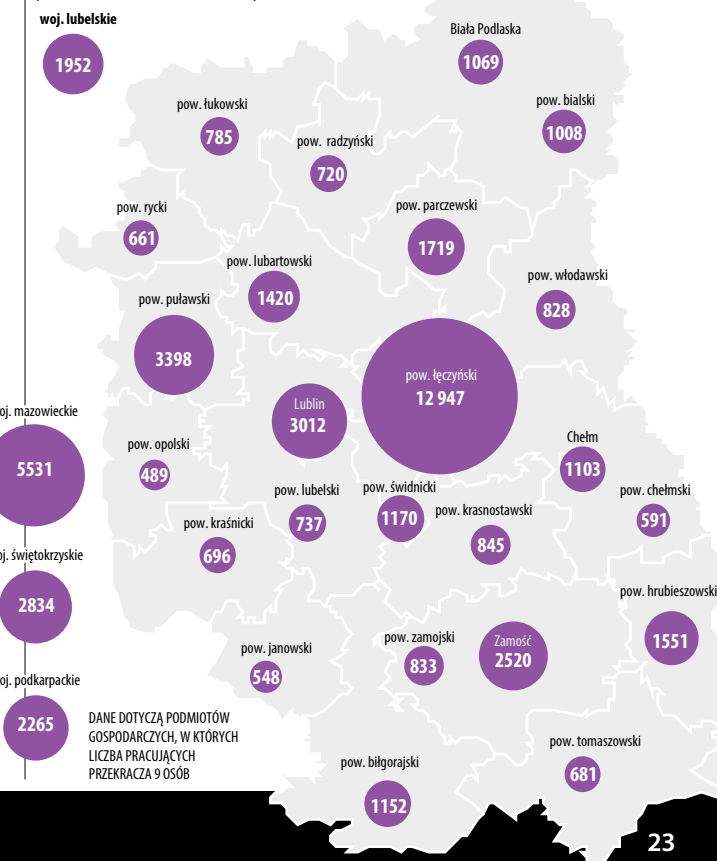 woj. lubelskie
1952
Biała Podlaska
1069
pow. bialski
1008
pow. łukowski
785
pow. radzyński
720
pow. parczewski
1719
pow. rycki
661
pow. lubartowski
1420
pow. włodawski
828
pow. puławski
3398
pow. łęczyński
12 947
Lublin
3012
oj. mazowieckie
5531
pow. opolski
489
Chełm
1103
pow. lubelski
737
pow. świdnicki
1170
pow. krasnostawski
845
pow. chełmski
591
pow. kraśnicki
696
oj. świętokrzyskie
2834
pow. hrubieszowski
1551
pow. janowski
548
pow. zamojski
833
Zamość
2520
oj. podkarpackie
2265
DANE DOTYCZĄ PODMIOTÓW
GOSPODARCZYCH, W KTÓRYCH
LICZBA PRACUJĄCYCH
PRZEKRACZA 9 OSÓB
pow. tomaszowski
681
pow. biłgorajski
1152
23